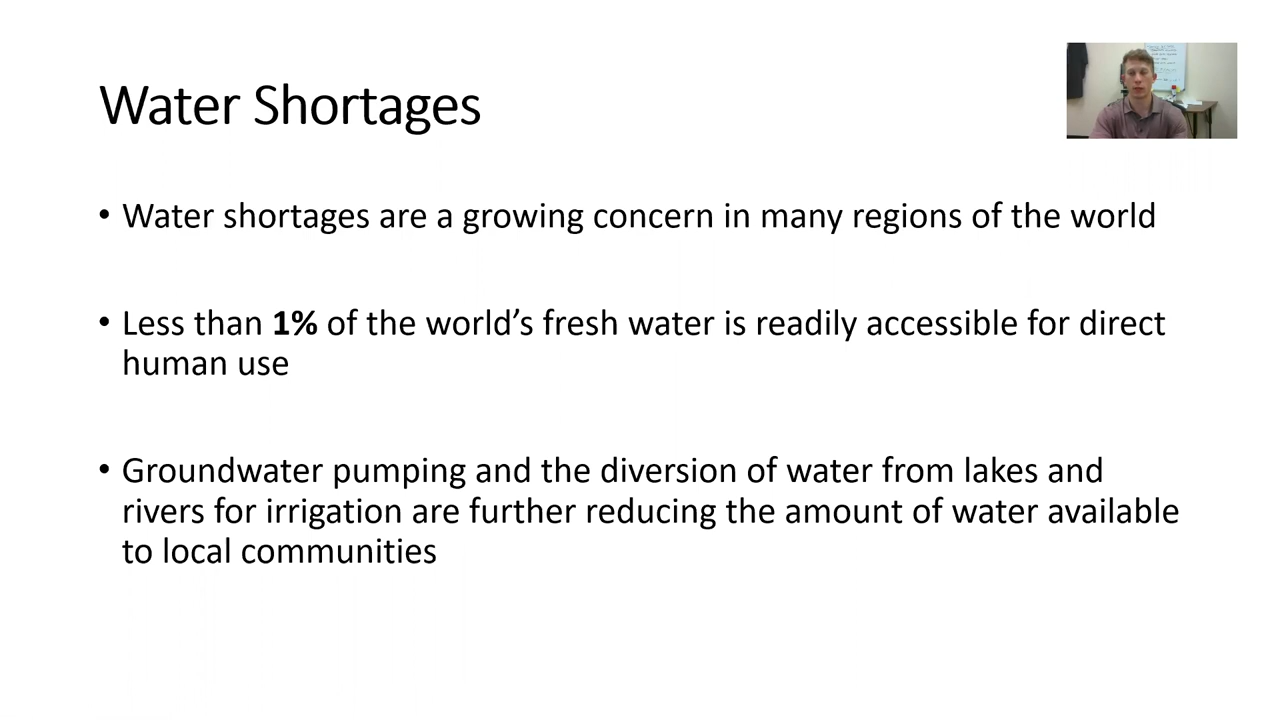 Water Shortages
• Water shortages are a growing concern in many regions of the world
• Less than 1% of the world’s fresh water is readily accessible for direct
human use
• Groundwater pumping and the diversion of water from lakes and
rivers for irrigation are further reducing the amount of water available
to local communities